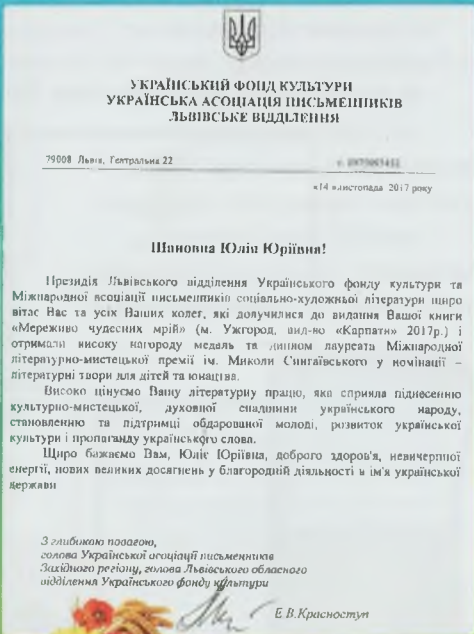 УКРАЇНСЬКИЙ ФОНД КУЛЬТУРИ
УКРАЇНСЬКА АСОЦІАЦІЯ ПИСЬМЕННИКІВ
ЛЬВІВСЬКЕ ВІДДІЛЕННЯ
79008 Львів, Гентральна 22
«14 »листопада 2017 року
Шановна Юлія Юріївна!
Президія Львівського відділення Українського фонду культури та
Міжнародної асоціації письменників соціально-художньої літератури щиро
вітає Вас та усіх Ваших колег, які долучилися до видання Вашої книги
«Мереживо чудесних мрій» (м. Ужгород, вид-во «Карпати» 2017р.) і
отримали високу нагороду медаль та диплом лауреата Міжнародної
літературно-мистецької премії ім. Миколи Сингаївського у номінації –
літературні твори для дітей та юнацтва.
Високо цінуємо Вашу літературну працю, яка сприяла піднесенню
культурно-мистецької, духовної спадщини українського народу,
становленню та підтримці обдарованої молоді, розвиток української
культури і пропаганду українського слова.
Щиро бажаємо Вам, Юліє Юріївна, доброго здоров'я, невичерпної
енергії, нових великих досягнень у благородній діяльності в ім'я української
держави
З глибокою повагою,
голова Української асоціації письменників
Західного регіону, голова Львівського обласного
відділення Українського фонду культури
Е.В.Красноступ